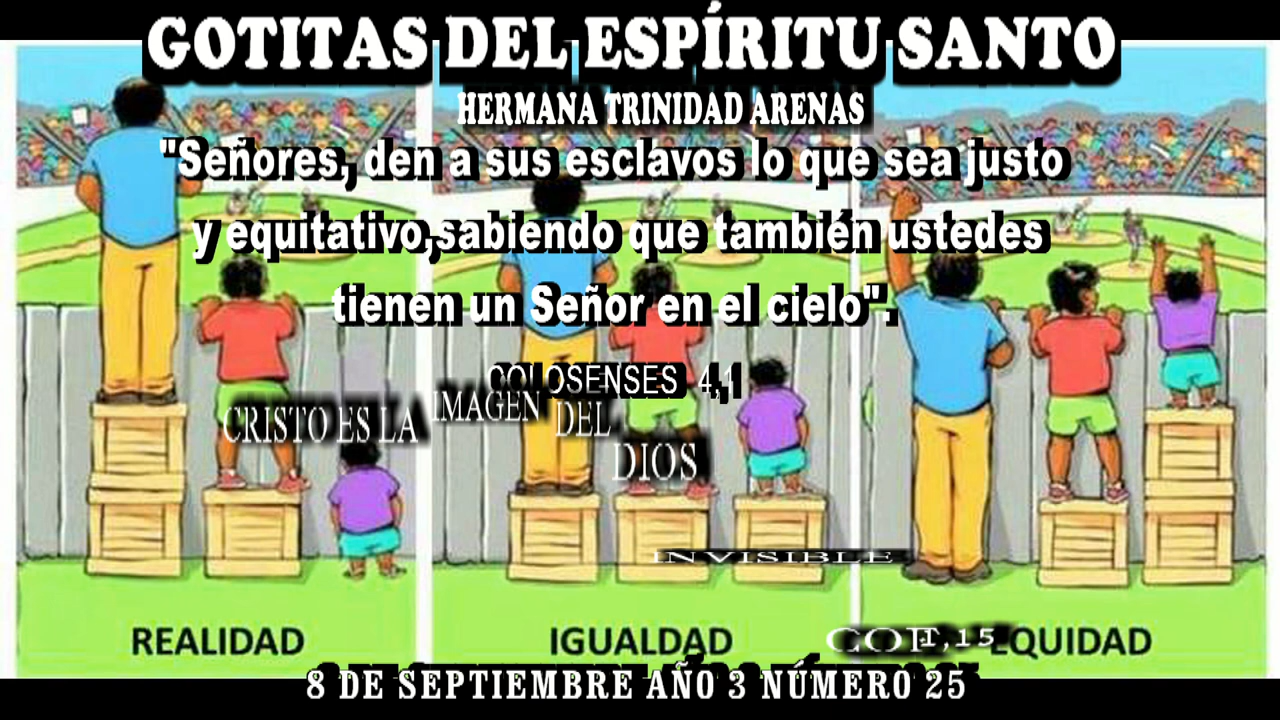 GOTITAS DEL ESPÍRITU SANTO
HERMANA TRINIDAD ARENAS
"Señores, den a sus esclavos lo que sea justo
y equitativo,sabiendo que también ustedes
tienen un Señor en el cielo".
COLOSENSES 4,1
CRISTO ES LA IMAGEN DEL
DIOS
INVISIBLE
REALIDAD
IGUALDAD
1,15
EQUIDAD
8 DE SEPTIEMBRE AÑO 3 NÚMERO 25